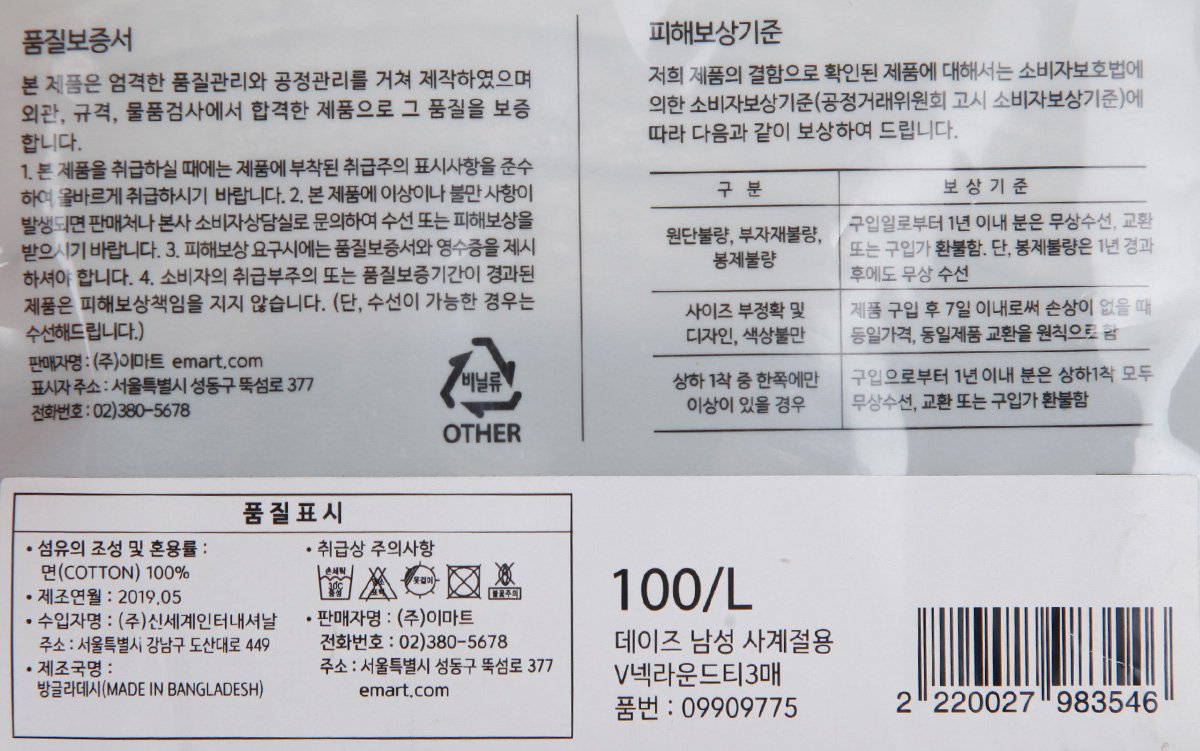 품질보증서
본 제품은 엄격한 품질관리와 공정관리를 거쳐 제작하였으며
외관, 규격, 물품검사에서 합격한 제품으로 그 품질을 보증
합니다.
1. 본 제품을 취급하실 때에는 제품에 부착된 취급주의 표시사항을 준수
하여 올바르게 취급하시기 바랍니다. 2. 본 제품에 이상이나 불만 사항이
발생되면 판매처나 본사 소비자상담실로 문의하여 수선 또는 피해보상을
받으시기 바랍니다. 3. 피해보상 요구시에는 품질보증서와 영수증을 제시
하셔야 합니다. 4. 소비자의 취급부주의 또는 품질보증기간이 경과된
제품은 피해보상책임을 지지 않습니다. (단, 수선이 가능한 경우는
수선해드립니다.)
판매자명 : (주)이마트 emart.com
표시자 주소 : 서울특별시 성동구 뚝섬로 377
전화번호 : 02)380-5678
비닐류
OTHER
피해보상기준
저희 제품의 결함으로 확인된 제품에 대해서는 소비자보호법에
의한 소비자보상기준(공정거래위원회 고시 소비자보상기준)에
따라 다음과 같이 보상하여 드립니다.
구 분 보 상 기 준
원단불량, 부자재불량,
봉제불량
구입일로부터 1년 이내 분은 무상수선, 교환
또는 구입가 환불함. 단, 봉제불량은 1년 경과
후에도 무상 수선
사이즈 부정확 및
디자인, 색상불만
제품 구입 후 7일 이내로써 손상이 없을 때
동일가격, 동일제품 교환을 원칙으로 함
상하 1착 중 한쪽에만
이상이 있을 경우
구입으로부터 1년 이내 분은 상하1착 모두
무상수선, 교환 또는 구입가 환불함
품 질 표 시
• 섬유의 조성 및 혼용률 :
면(COTTON) 100%
• 제조연월 : 2019.05
• 수입자명 : (주)신세계인터내셔날
주소 : 서울특별시 강남구 도산대로 449
• 제조국명 :
방글라데시(MADE IN BANGLADESH)
• 취급상 주의사항
손세탁
30℃
중성
염소
표백
옷걸이
불꽃주의
• 판매자명 : (주)이마트
전화번호 : 02)380-5678
주소 : 서울특별시 성동구 뚝섬로 377
emart.com
100/L
데이즈 남성 사계절용
V넥라운드티3매
품번 : 09909775
2 220027 983546